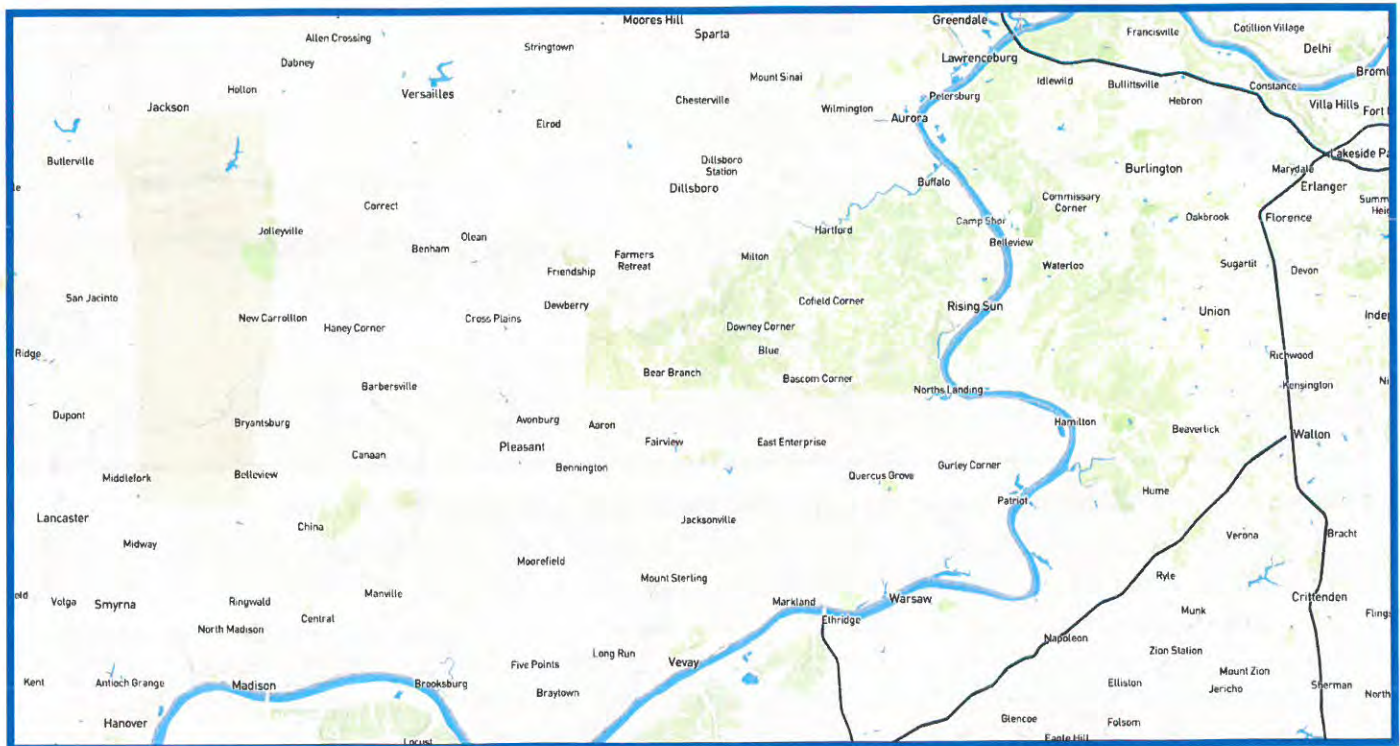 Moores Hill
Sparta
Greendale
Francisville
Cotillion Village
Allen Crossing
Stringtown
Delhi
Dabney
Lawrenceburg
Mount Sinai
Idlewild
Bullittsville
Constance
Hollon
Versailles
Chesterville
Petersburg
Hebron
Villa Hills
Jackson
Wilmington
Aurora
Elrod
Butlerville
Dillsboro
Station
Lakeside Pa
Burlington
Marydale
Dillsboro
Buffalo
Erlanger
Commissary
Corner
Correct
Camp Shor
Oakbrook
Florence
Jolleyville
Hartford
Olean
Benham
Belleview
Farmers
Retreat
Milton
Waterloo
Sugartit
Devon
Friendship
San Jacinto
Cofield Corner
Dewberry
Rising Sun
Union
New Carrollton
Haney Corner
Cross Plains
Downey Corner
Ridge
Blue
Richwood
Bear Branch
Bascom Corner
Barbersville
Norths Landing
Kensington
Dupont
Bryantsburg
Avonburg
Aaron
Hamilton
Beaverlick
Walton
Fairview
East Enterprise
Pleasant
Canaan
Bennington
Gurley Corner
Middlefork
Belleview
Quercus Grove
Hume
Patriot
Lancaster
China
Jacksonville
Verona
Bracht
Midway
Moorefield
Mount Sterling
Ryle
Volga
Smyrna
Ringwald
Manville
Markland
Warsaw
Crittenden
Munk
Central
Ethridge
North Madison
Napoleon
Long Run
Zion Station
Five Points
Vevay
Mount Zion
Kent
Antioch Grange
Madison
Brooksburg
Braytown
Elliston
Jericho
Sherman
North
Hanover
Glencoe
Folsom
Locust
Eagle Hill